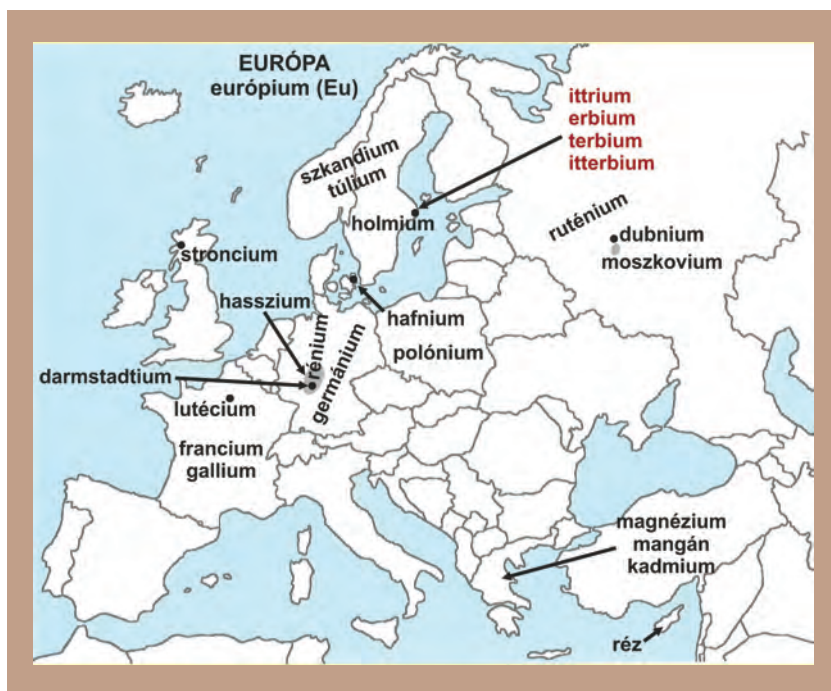 EURÓPA
európium (Eu)
ittrium
erbium
terbium
itterbium
szkandium
túlium
holmium
ruténium
dubnium
moszkovium
stroncium
hasszium
hafnium
rénium
germánium
polónium
darmstadtium
lutécium
francium
gallium
magnézium
mangán
kadmium
réz